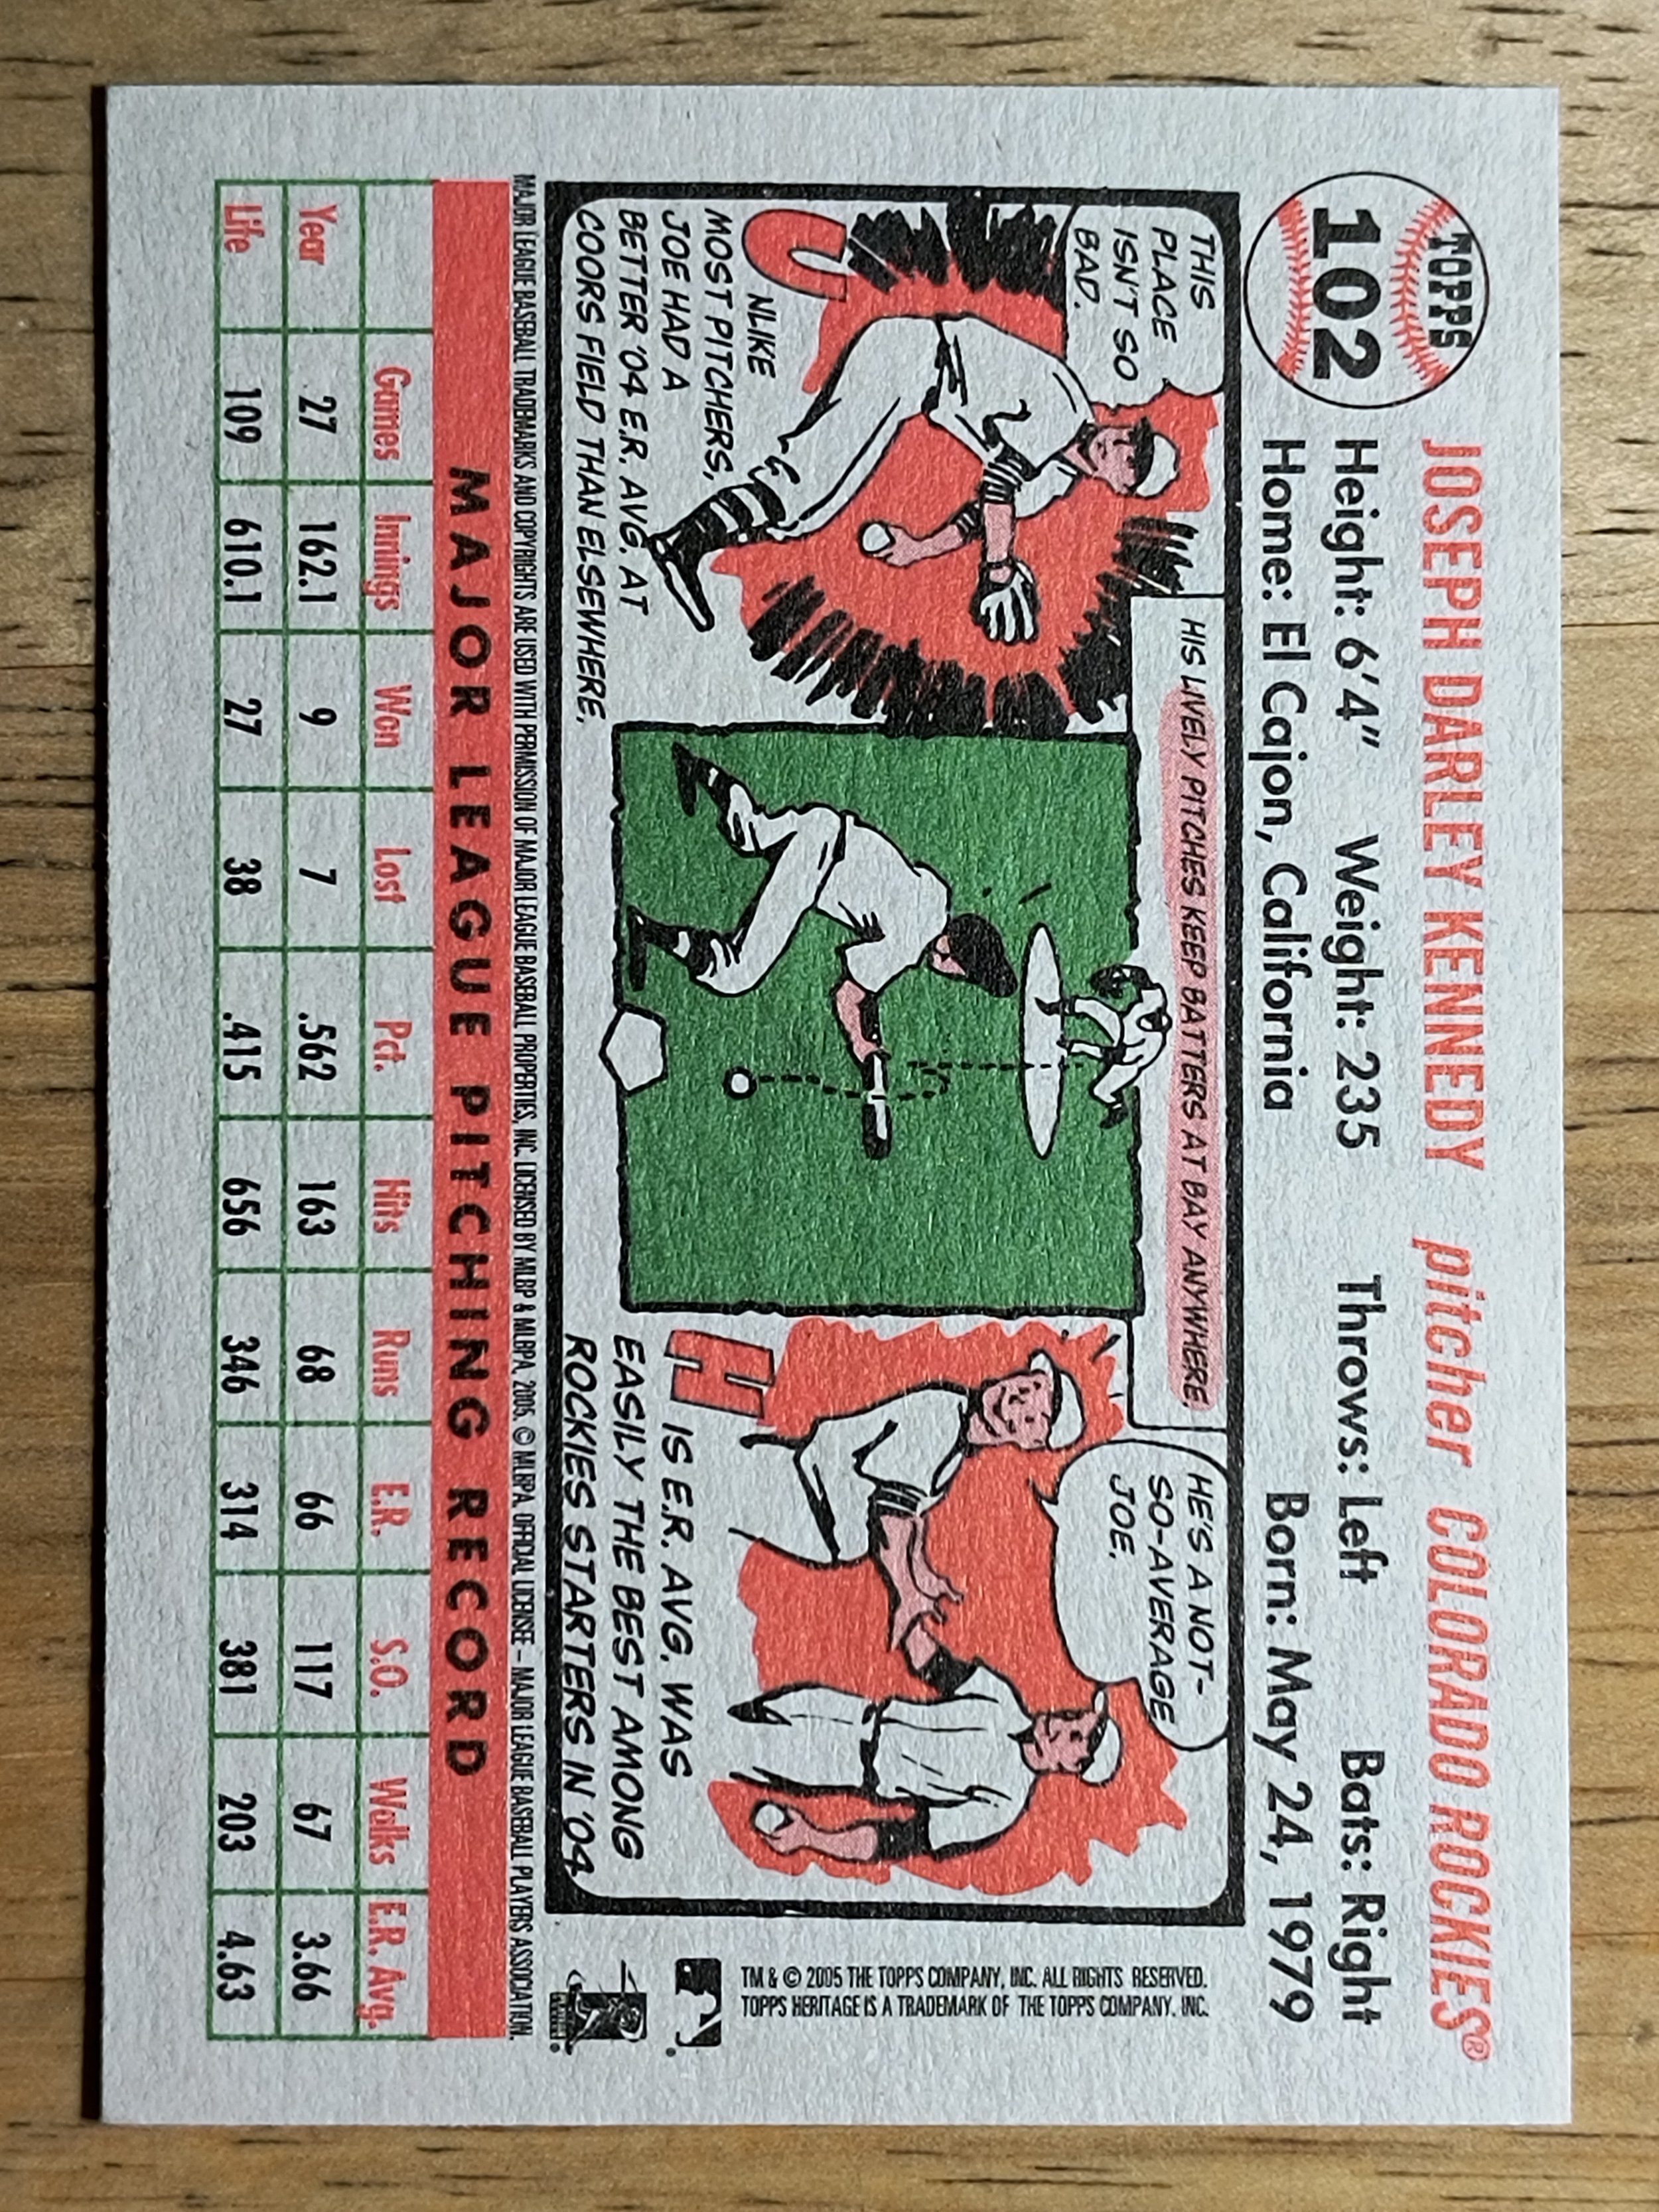 TOPPS
102
JOSEPH DARLEY KENNEDY pitcher COLORADO ROCKIES®
Height: 6'4" Weight: 235 Throws: Left Bats: Right
Home: El Cajon, California Born: May 24, 1979
THIS
PLACE
ISN'T SO
BAD.
UNLIKE
MOST PITCHERS,
JOE HAD A
BETTER '04 E.R. AVG. AT
COORS FIELD THAN ELSEWHERE.
HIS LIVELY PITCHES KEEP BATTERS AT BAY ANYWHERE.
HE'S A NOT-
SO-AVERAGE
JOE.
HIS E.R. AVG. WAS
EASILY THE BEST AMONG
ROCKIES STARTERS IN '04
TM & © 2005 THE TOPPS COMPANY, INC. ALL RIGHTS RESERVED.
TOPPS HERITAGE IS A TRADEMARK OF THE TOPPS COMPANY, INC.
MAJOR LEAGUE BASEBALL TRADEMARKS AND COPYRIGHTS ARE USED WITH PERMISSION OF MAJOR LEAGUE BASEBALL PROPERTIES, INC. LICENSED BY MLBP & MLBPA, 2005. © MLBPA. OFFICIAL LICENSEE – MAJOR LEAGUE BASEBALL PLAYERS ASSOCIATION.
MAJOR LEAGUE PITCHING RECORD
Games Innings Won Lost Pct. Hits Runs E.R. S.O. Walks E.R. Avg.
Year 27 162.1 9 7 .562 163 68 66 117 67 3.66
Life 109 610.1 27 38 .415 656 346 314 381 203 4.63